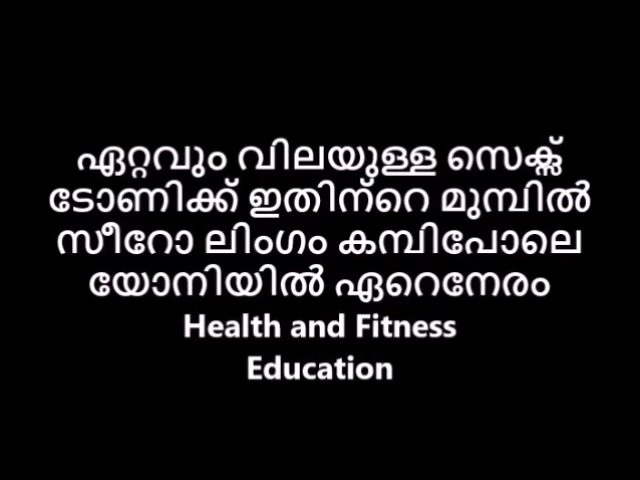 ഏറ്റവും വിലയുള്ള സെക്സ്
ടോണിക്ക് ഇതിന്റെ മുമ്പിൽ
സീറോ ലിംഗം കമ്പിപോലെ
യോനിയിൽ ഏറെനേരം
Health and Fitness
Education